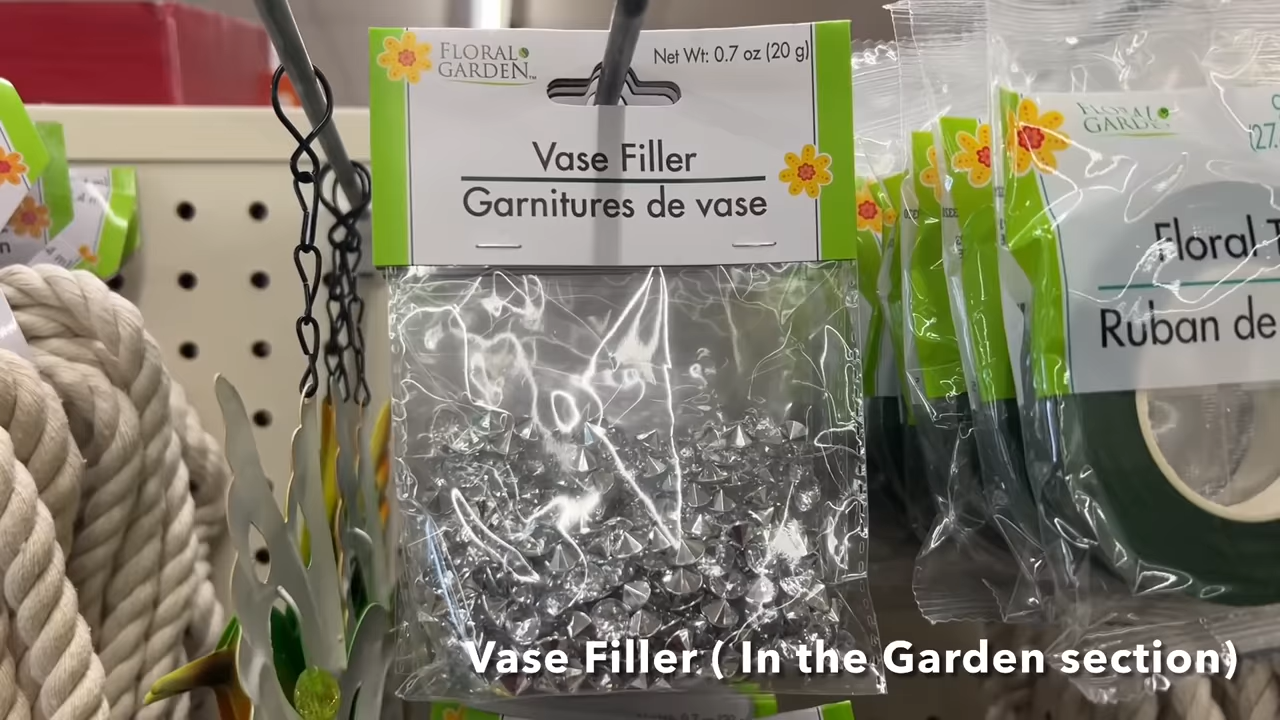 FLORAL
GARDEN™
Net Wt: 0.7 oz (20 g)
Vase Filler
Garnitures de vase
FLORAL
GARDEN
Floral
Ruban de
Vase Filler ( In the Garden section)